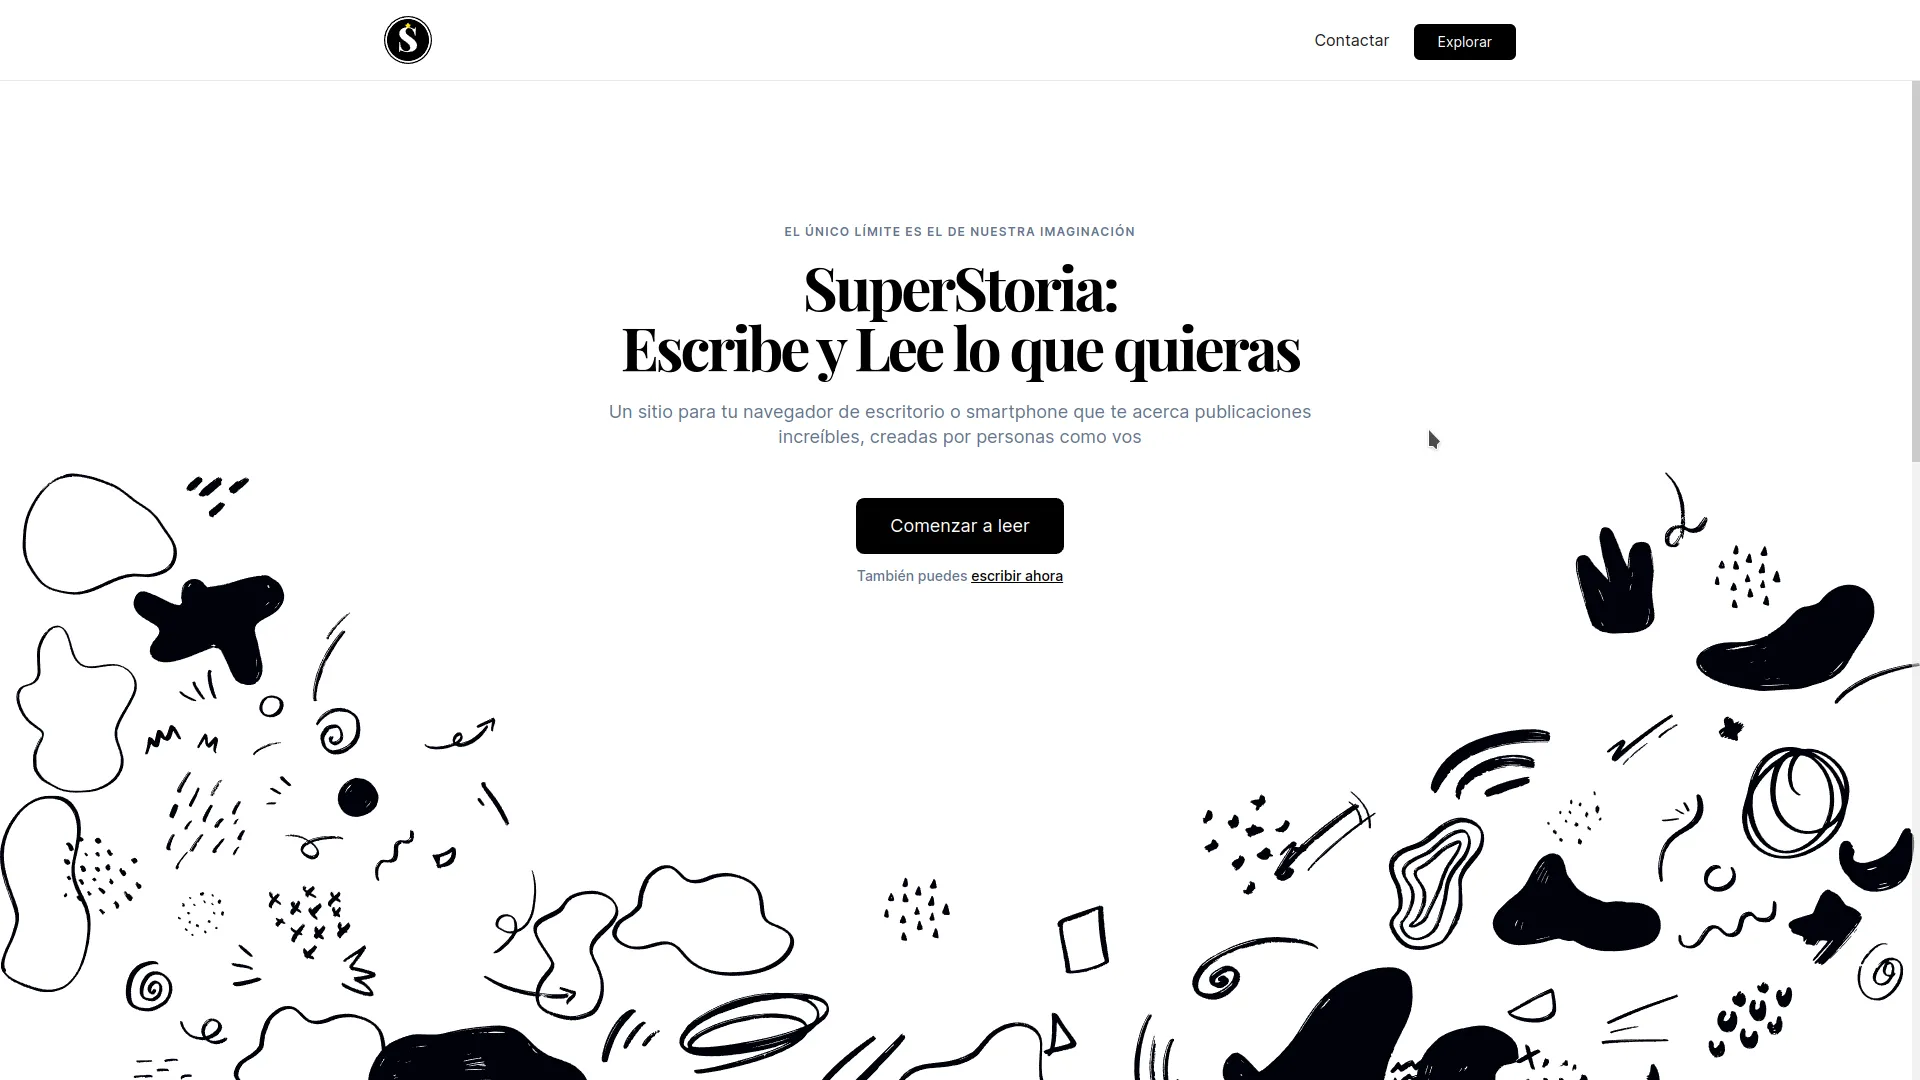 S
Contactar
Explorar
EL ÚNICO LÍMITE ES EL DE NUESTRA IMAGINACIÓN
SuperStoria:
Escribe y Lee lo que quieras
Un sitio para tu navegador de escritorio o smartphone que te acerca publicaciones
increíbles, creadas por personas como vos
Comenzar a leer
También puedes escribir ahora